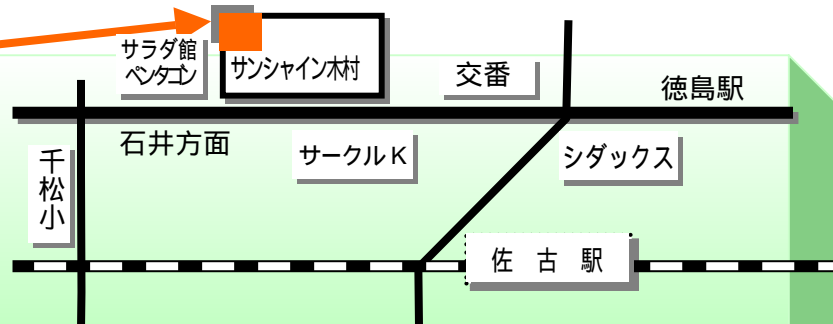 サラダ館
ペンタゴン
サンシャイン木村
交番
徳島駅
石井方面
サークルK
シダックス
千松小
佐古駅